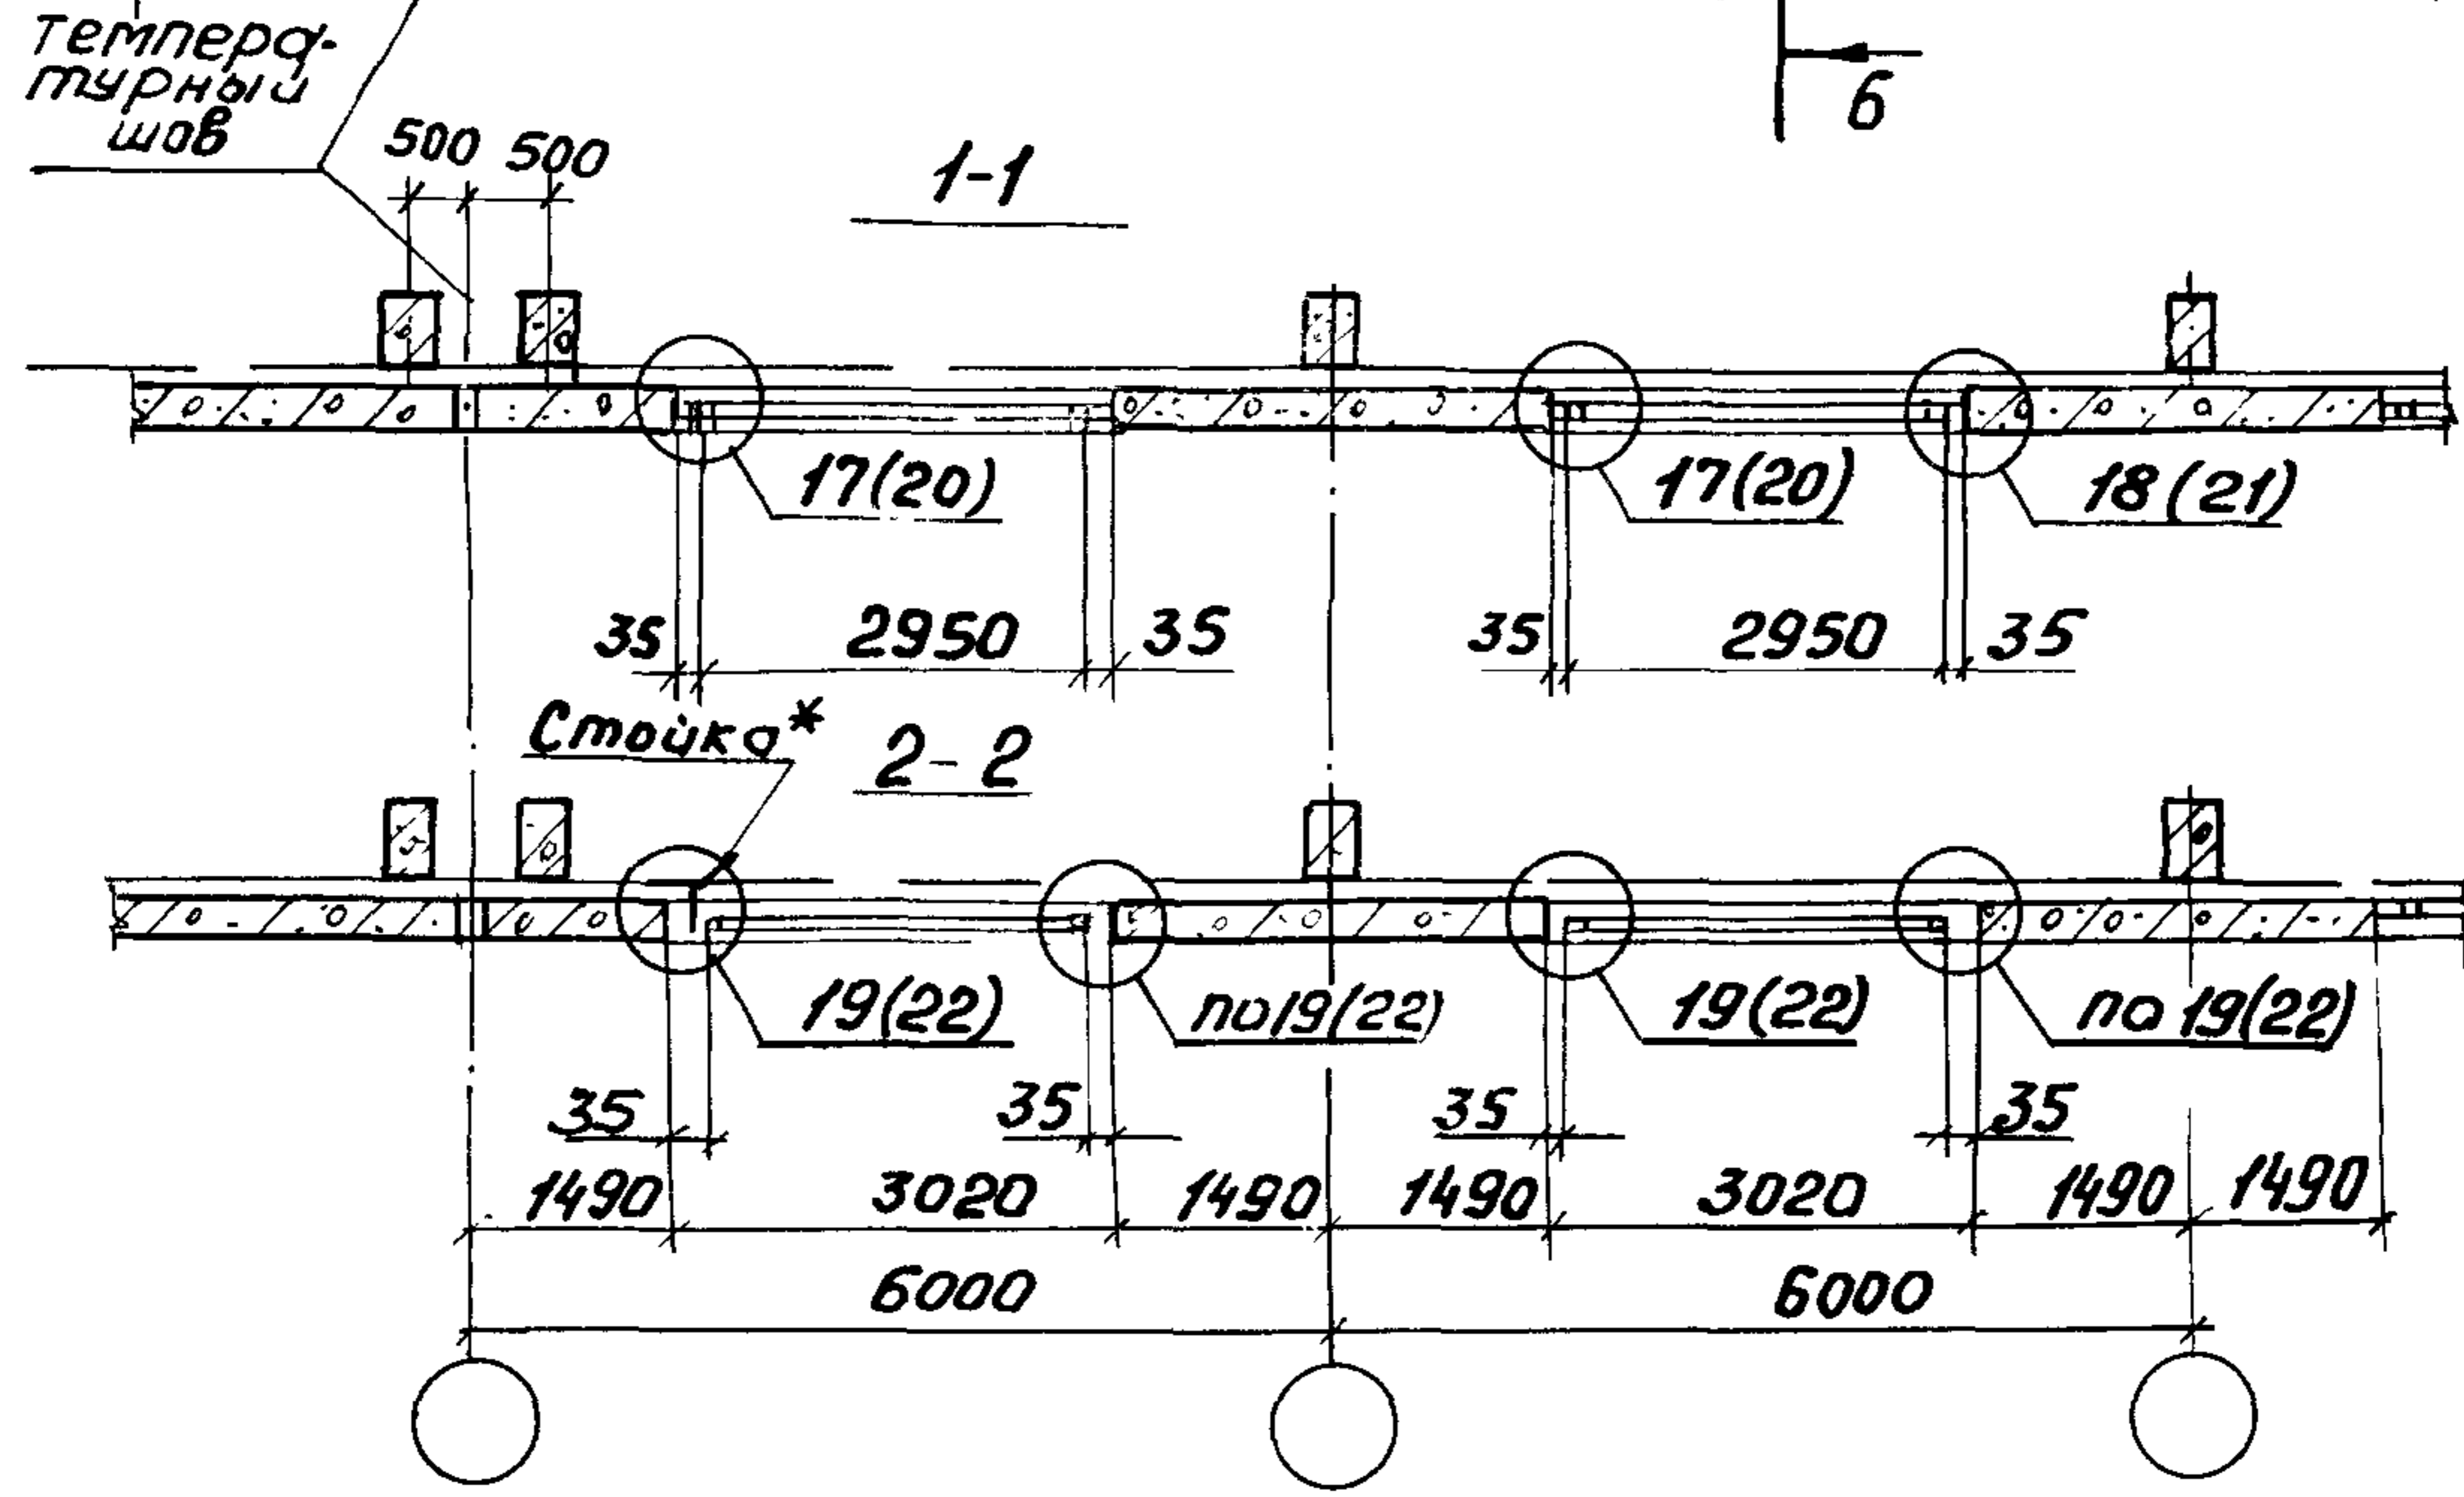 темпера-
турный
шов
500 500
1-1
6
17(20)
17(20)
18(21)
35 2950 35
35 2950 35
Стойка*
2-2
19(22)
по19(22)
19(22)
по 19(22)
35 35 35 35
1490 3020 1490 1490 3020 1490 1490
6000 6000